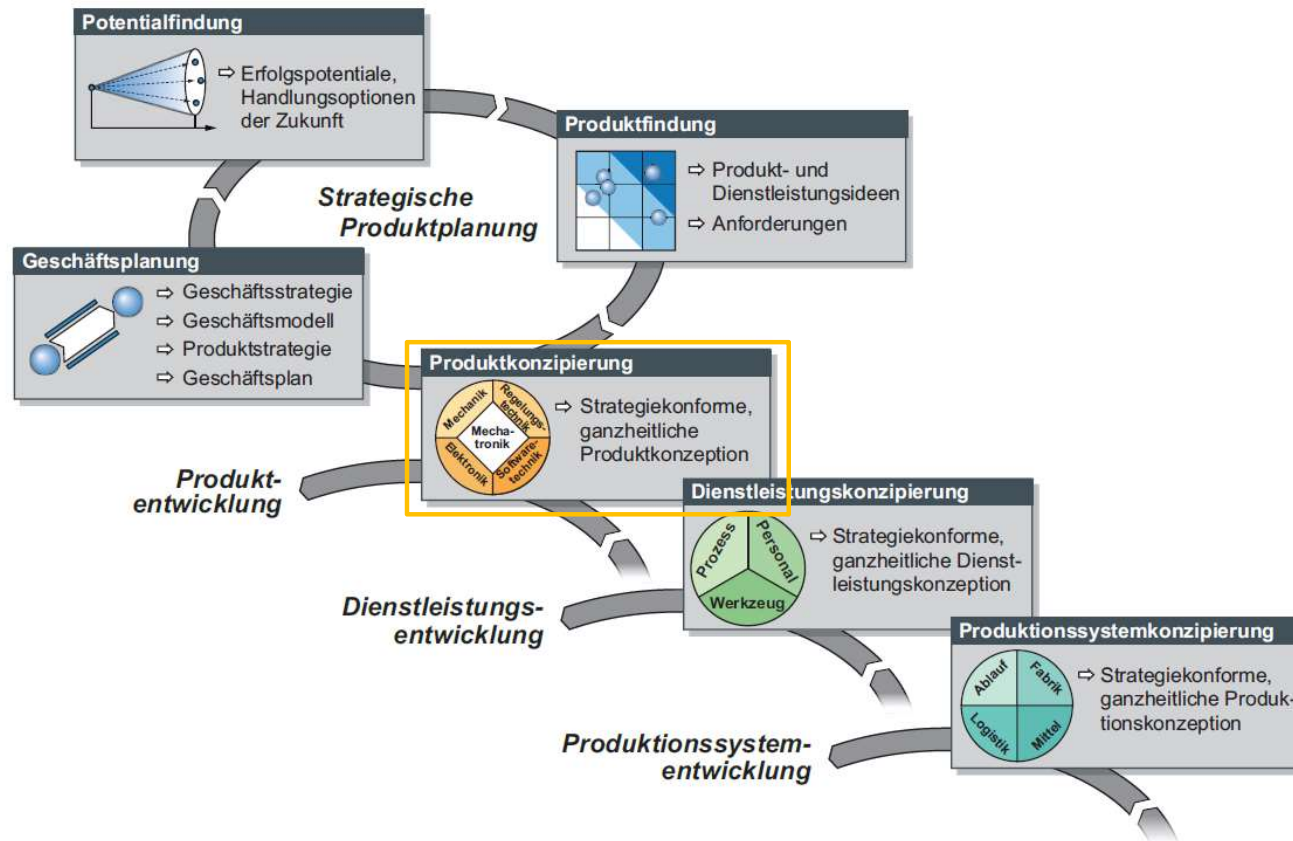 Potentialfindung
⇨ Erfolgspotentiale,
Handlungsoptionen
der Zukunft
Produktfindung
⇨ Produkt- und
Dienstleistungsideen
⇨ Anforderungen
Strategische
Produktplanung
Geschäftsplanung
⇨ Geschäftsstrategie
⇨ Geschäftsmodell
⇨ Produktstrategie
⇨ Geschäftsplan
Produktkonzipierung
Mechanik
Regelungs-
technik
Mecha-
tronik
Elektronik
Software-
technik
⇨ Strategiekonforme,
ganzheitliche
Produktkonzeption
Produkt-
entwicklung
Dienstleistungskonzipierung
Prozess
Personal
Werkzeug
⇨ Strategiekonforme,
ganzheitliche Dienst-
leistungskonzeption
Dienstleistungs-
entwicklung
Produktionssystemkonzipierung
Ablauf
Fabrik
Logistik
Mittel
⇨ Strategiekonforme,
ganzheitliche Produk-
tionskonzeption
Produktionssystem-
entwicklung